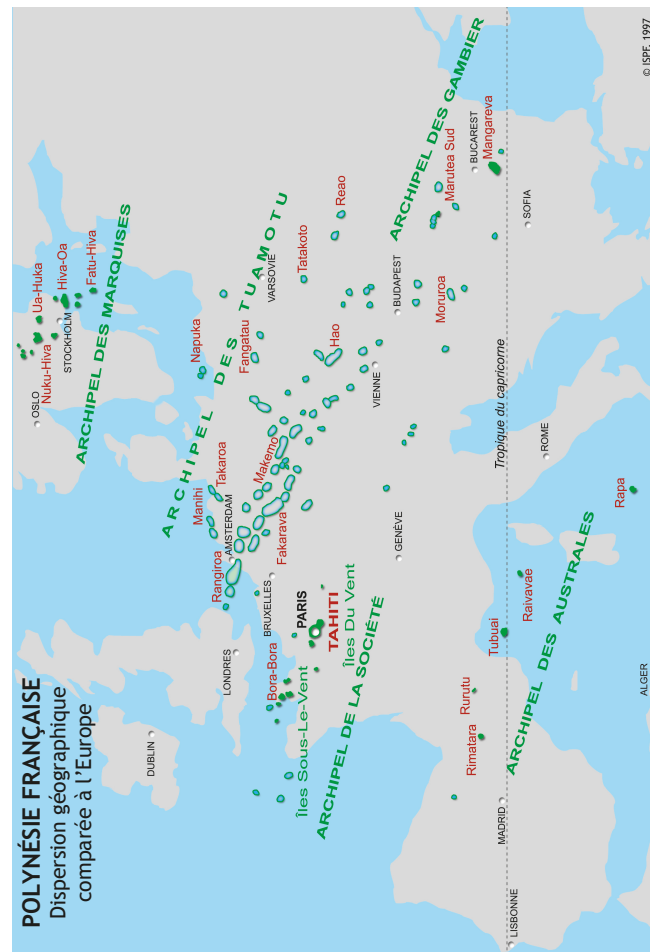 POLYNÉSIE FRANÇAISE
Dispersion géographique
comparée à l'Europe
© ISPF, 1997
OSLO
STOCKHOLM
Nuku-Hiva
Ua-Huka
Hiva-Oa
Fatu-Hiva
ARCHIPEL DES MARQUISES
ARCHIPEL DES TUAMOTU
Napuka
Takaroa
Manihi
Rangiroa
AMSTERDAM
Fangatau
VARSOVIE
Tatakoto
Reao
Makemo
Fakarava
Hao
VIENNE
BUDAPEST
ARCHIPEL DES GAMBIER
Marutea Sud
BUCAREST
Mangareva
Moruroa
SOFIA
DUBLIN
LONDRES
BRUXELLES
PARIS
TAHITI
Bora-Bora
Îles Sous-Le-Vent
Îles Du Vent
ARCHIPEL DE LA SOCIÉTÉ
GENÈVE
Tropique du capricorne
ROME
Rapa
Raivavae
Tubuai
Rurutu
Rimatara
ARCHIPEL DES AUSTRALES
MADRID
LISBONNE
ALGER